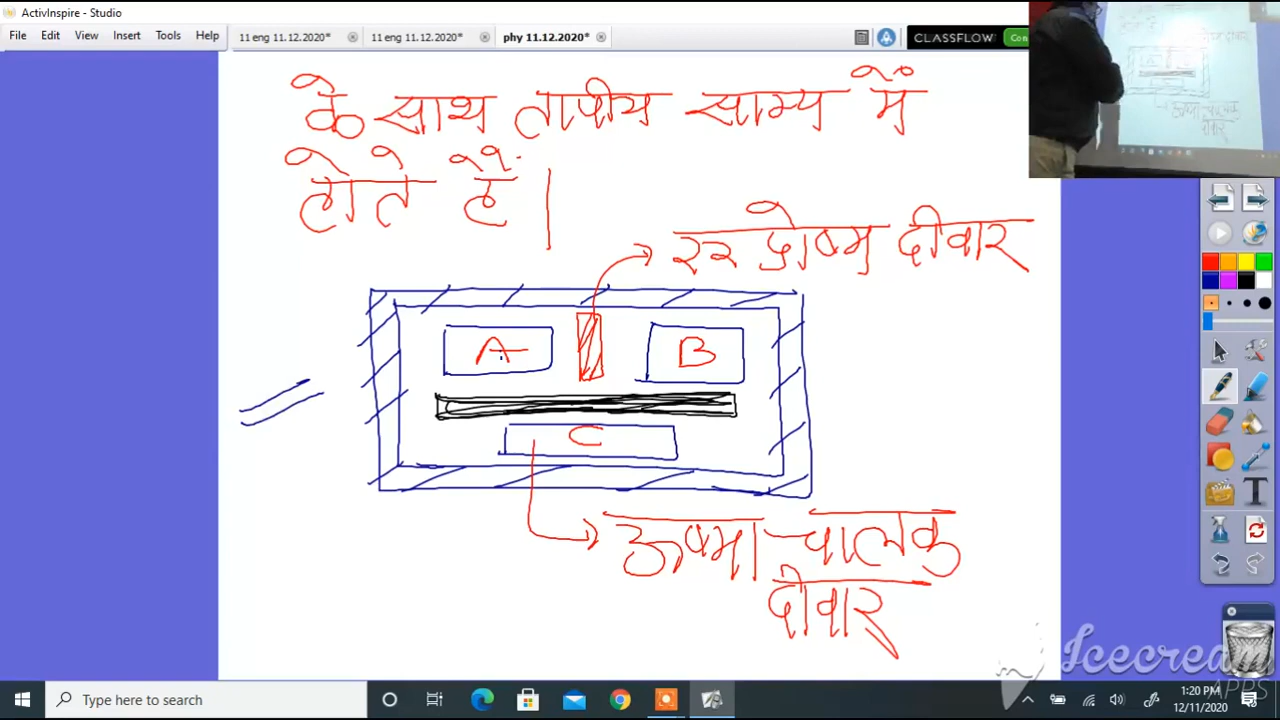 ActivInspire - Studio
File Edit View Insert Tools Help
11 eng 11.12.2020*
11 eng 11.12.2020*
phy 11.12.2020*
CLASSFLOW
के साथ तापीय साम्य में
होते हैं।
दीवार
A
B
C
ऊष्मा-चालक
दीवार
Icecream
APPS
Type here to search
1:20 PM
12/11/2020